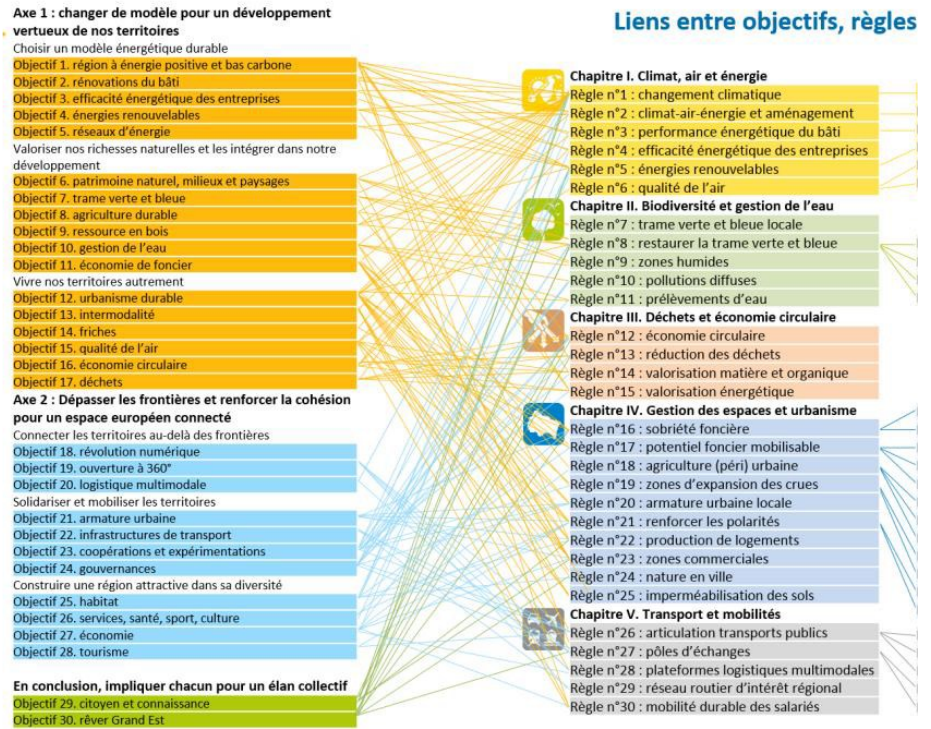 Axe 1 : changer de modèle pour un développement
vertueux de nos territoires
Choisir un modèle énergétique durable
Objectif 1. région à énergie positive et bas carbone
Objectif 2. rénovations du bâti
Objectif 3. efficacité énergétique des entreprises
Objectif 4. énergies renouvelables
Objectif 5. réseaux d'énergie
Valoriser nos richesses naturelles et les intégrer dans notre
développement
Objectif 6. patrimoine naturel, milieux et paysages
Objectif 7. trame verte et bleue
Objectif 8. agriculture durable
Objectif 9. ressource en bois
Objectif 10. gestion de l'eau
Objectif 11. économie de foncier
Vivre nos territoires autrement
Objectif 12. urbanisme durable
Objectif 13. intermodalité
Objectif 14. friches
Objectif 15. qualité de l'air
Objectif 16. économie circulaire
Objectif 17. déchets
Axe 2 : Dépasser les frontières et renforcer la cohésion
pour un espace européen connecté
Connecter les territoires au-delà des frontières
Objectif 18. révolution numérique
Objectif 19. ouverture à 360°
Objectif 20. logistique multimodale
Solidariser et mobiliser les territoires
Objectif 21. armature urbaine
Objectif 22. infrastructures de transport
Objectif 23. coopérations et expérimentations
Objectif 24. gouvernances
Construire une région attractive dans sa diversité
Objectif 25. habitat
Objectif 26. services, santé, sport, culture
Objectif 27. économie
Objectif 28. tourisme
En conclusion, impliquer chacun pour un élan collectif
Objectif 29. citoyen et connaissance
Objectif 30. rêver Grand Est
Liens entre objectifs, règles
Chapitre I. Climat, air et énergie
Règle n°1 : changement climatique
Règle n°2 : climat-air-énergie et aménagement
Règle n°3 : performance énergétique du bâti
Règle n°4 : efficacité énergétique des entreprises
Règle n°5 : énergies renouvelables
Règle n°6 : qualité de l'air
Chapitre II. Biodiversité et gestion de l'eau
Règle n°7 : trame verte et bleue locale
Règle n°8 : restaurer la trame verte et bleue
Règle n°9 : zones humides
Règle n°10 : pollutions diffuses
Règle n°11 : prélèvements d'eau
Chapitre III. Déchets et économie circulaire
Règle n°12 : économie circulaire
Règle n°13 : réduction des déchets
Règle n°14 : valorisation matière et organique
Règle n°15 : valorisation énergétique
Chapitre IV. Gestion des espaces et urbanisme
Règle n°16 : sobriété foncière
Règle n°17 : potentiel foncier mobilisable
Règle n°18 : agriculture (péri) urbaine
Règle n°19 : zones d'expansion des crues
Règle n°20 : armature urbaine locale
Règle n°21 : renforcer les polarités
Règle n°22 : production de logements
Règle n°23 : zones commerciales
Règle n°24 : nature en ville
Règle n°25 : imperméabilisation des sols
Chapitre V. Transport et mobilités
Règle n°26 : articulation transports publics
Règle n°27 : pôles d'échanges
Règle n°28 : plateformes logistiques multimodales
Règle n°29 : réseau routier d'intérêt régional
Règle n°30 : mobilité durable des salariés